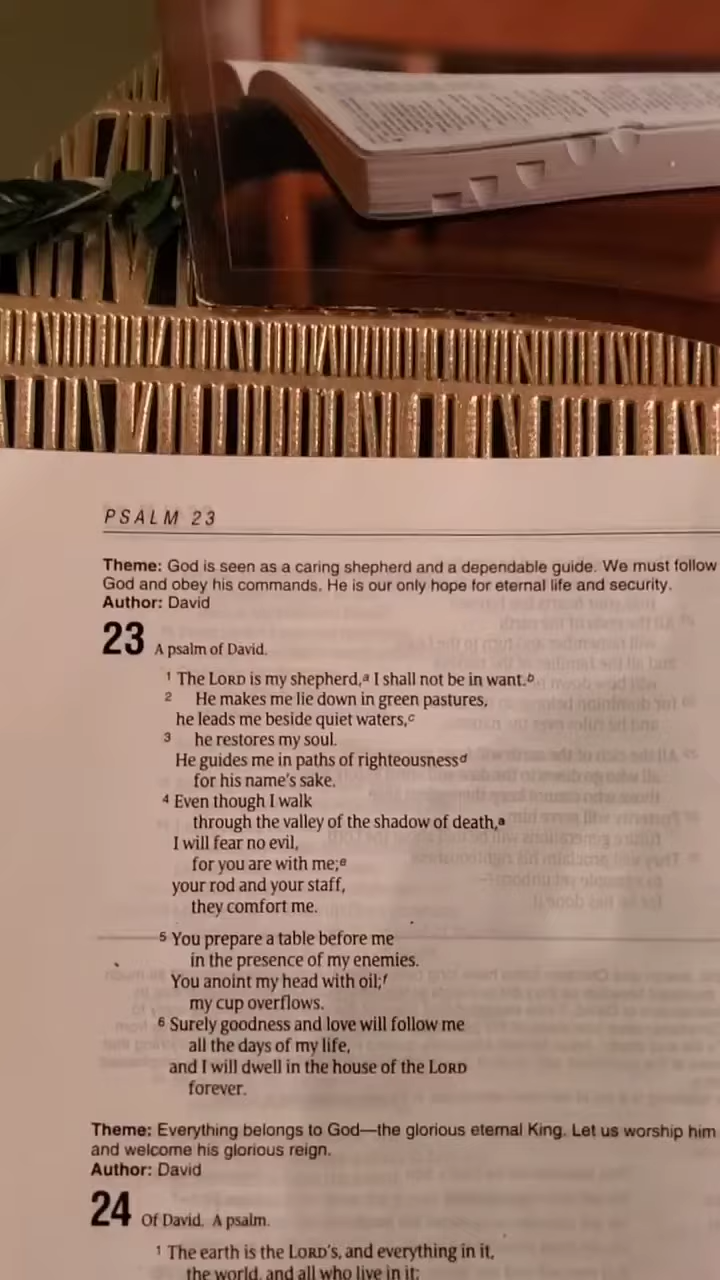 PSALM 23
Theme: God is seen as a caring shepherd and a dependable guide. We must follow
God and obey his commands. He is our only hope for eternal life and security.
Author: David
23 A psalm of David.
1 The LORD is my shepherd,a I shall not be in want.b
2 He makes me lie down in green pastures,
he leads me beside quiet waters,c
3 he restores my soul.
He guides me in paths of righteousnessd
for his name's sake.
4 Even though I walk
through the valley of the shadow of death,a
I will fear no evil,
for you are with me;e
your rod and your staff,
they comfort me.
5 You prepare a table before me
in the presence of my enemies.
You anoint my head with oil;f
my cup overflows.
6 Surely goodness and love will follow me
all the days of my life,
and I will dwell in the house of the LORD
forever.
Theme: Everything belongs to God—the glorious eternal King. Let us worship him
and welcome his glorious reign.
Author: David
24 Of David. A psalm.
1 The earth is the LORD's, and everything in it,
the world, and all who live in it;